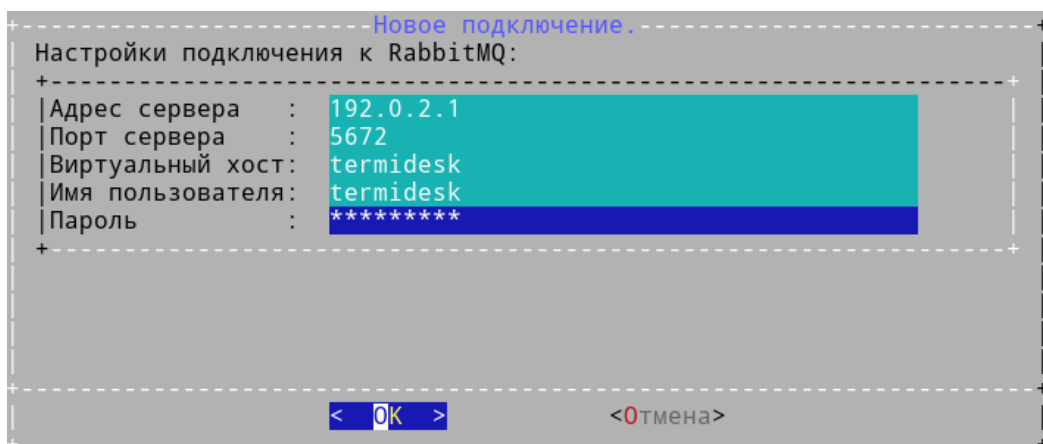 Новое подключение.
Настройки подключения к RabbitMQ:
Адрес сервера : 192.0.2.1
Порт сервера : 5672
Виртуальный хост: termidesk
Имя пользователя: termidesk
Пароль : *********
< OK > <Отмена>